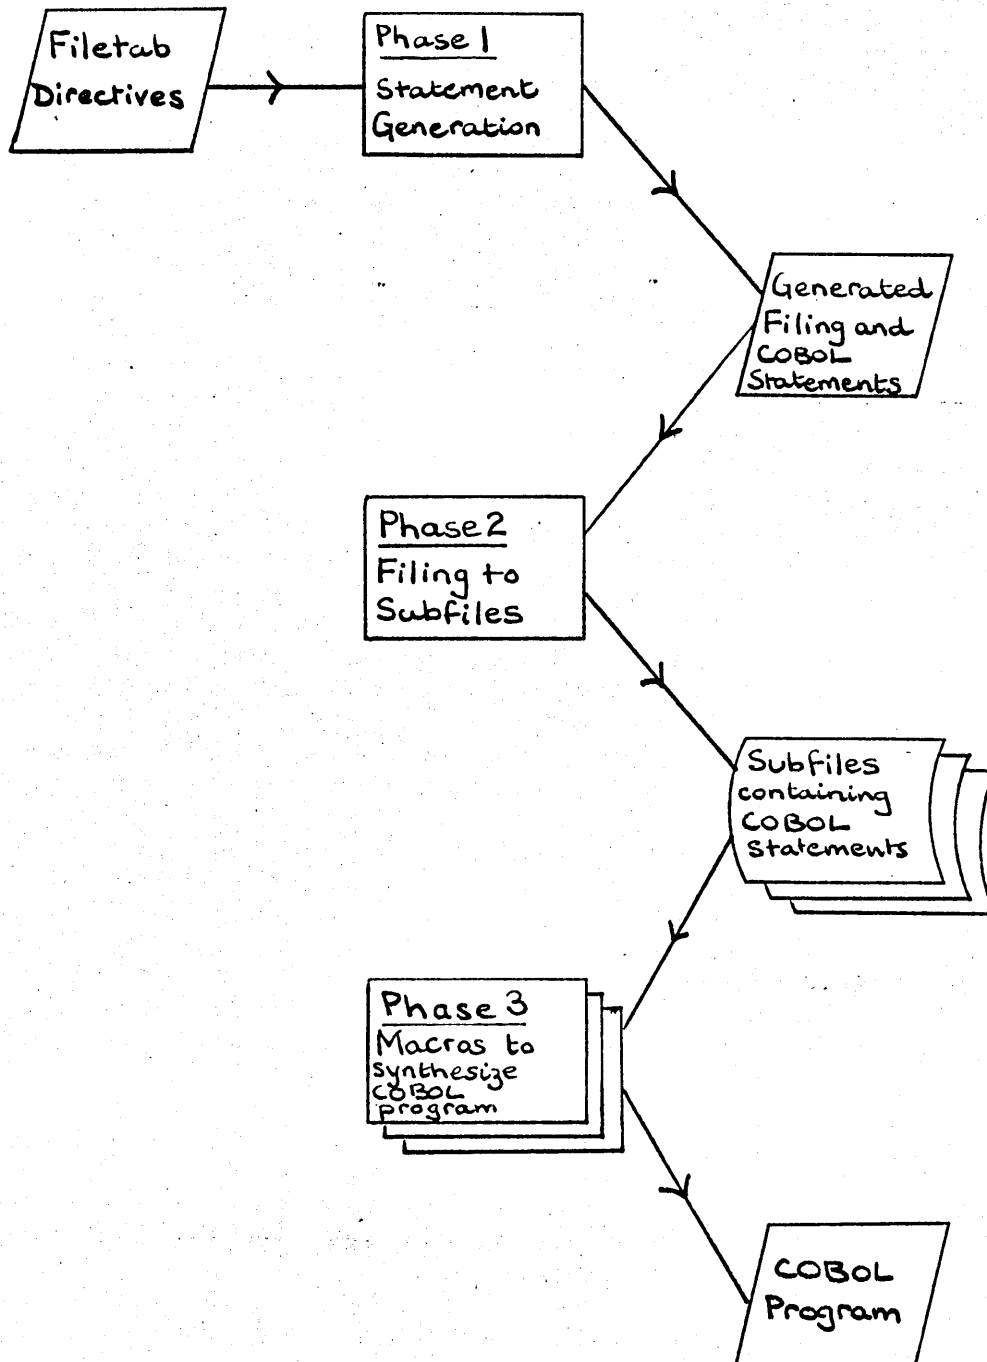 Filetab
Directives
Phase 1
Statement
Generation
Generated
Filing and
COBOL
Statements
Phase 2
Filing to
Subfiles
Subfiles
containing
COBOL
Statements
Phase 3
Macros to
synthesize
COBOL
program
COBOL
Program